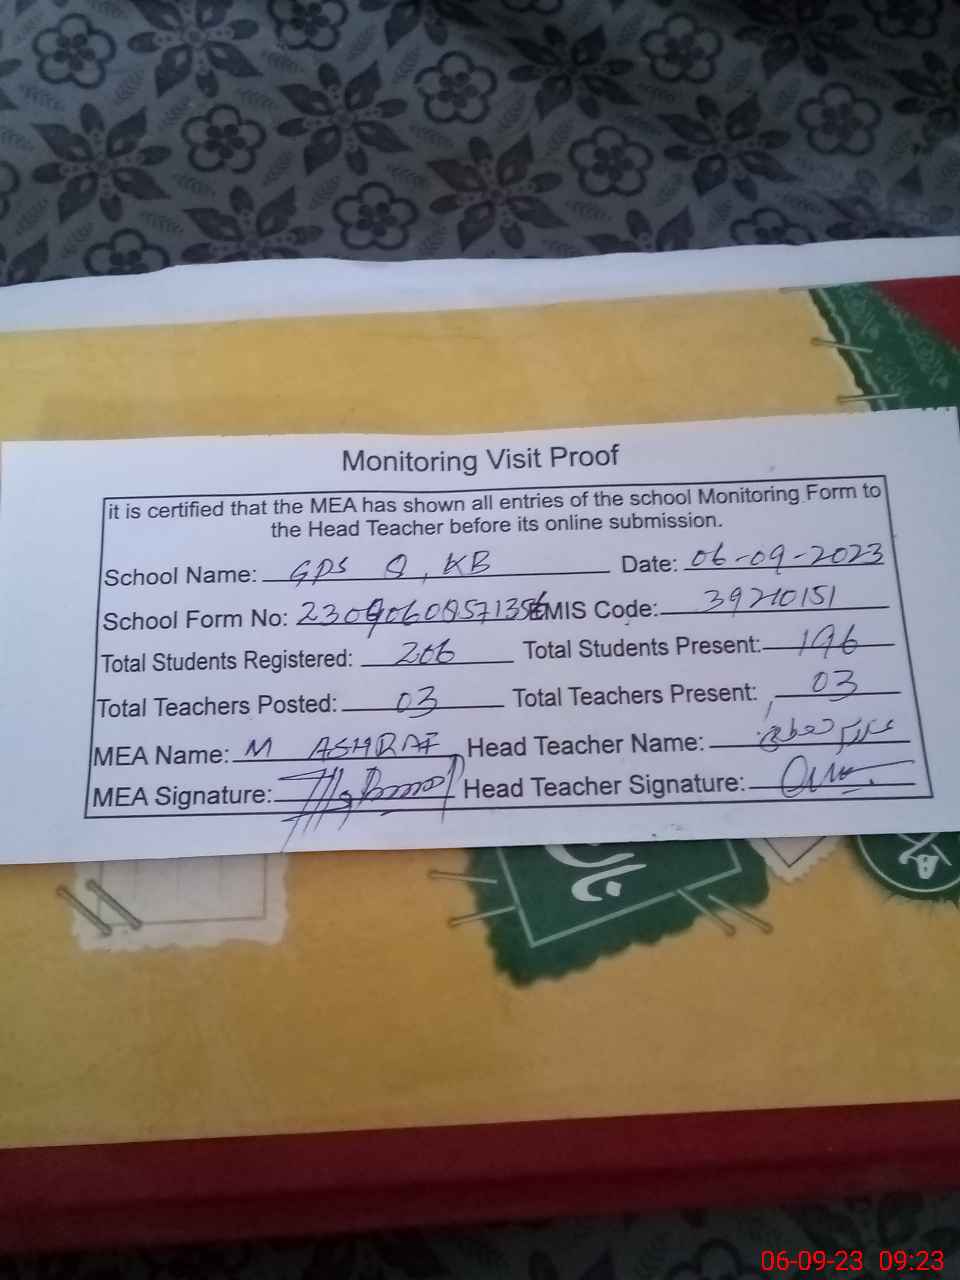 Monitoring Visit Proof
it is certified that the MEA has shown all entries of the school Monitoring Form to
the Head Teacher before its online submission.
School Name: GPS Q, KB Date: 06-09-2023
School Form No: EMIS Code: 39210151
Total Students Registered: 206 Total Students Present: 196
Total Teachers Posted: 03 Total Teachers Present: 03
MEA Name: M ASHRAF Head Teacher Name:
MEA Signature: Head Teacher Signature:
06-09-23 09:23